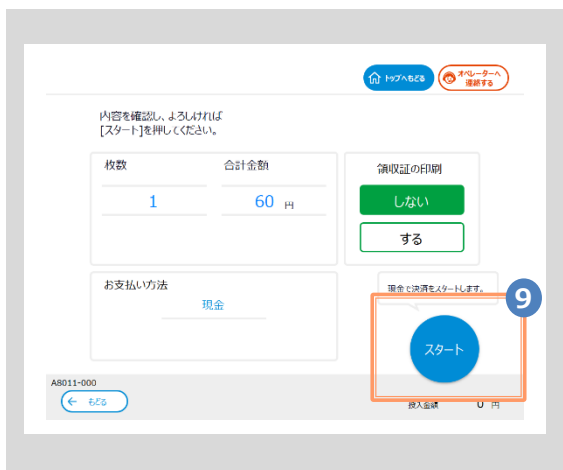 トップへもどる
オペレーターへ
連絡する
内容を確認し、よろしければ
[スタート]を押してください。
枚数
合計金額
領収証の印刷
1
60 円
しない
する
お支払い方法
現金
現金で決済をスタートします。
9
スタート
A8011-000
← もどる
投入金額 0 円